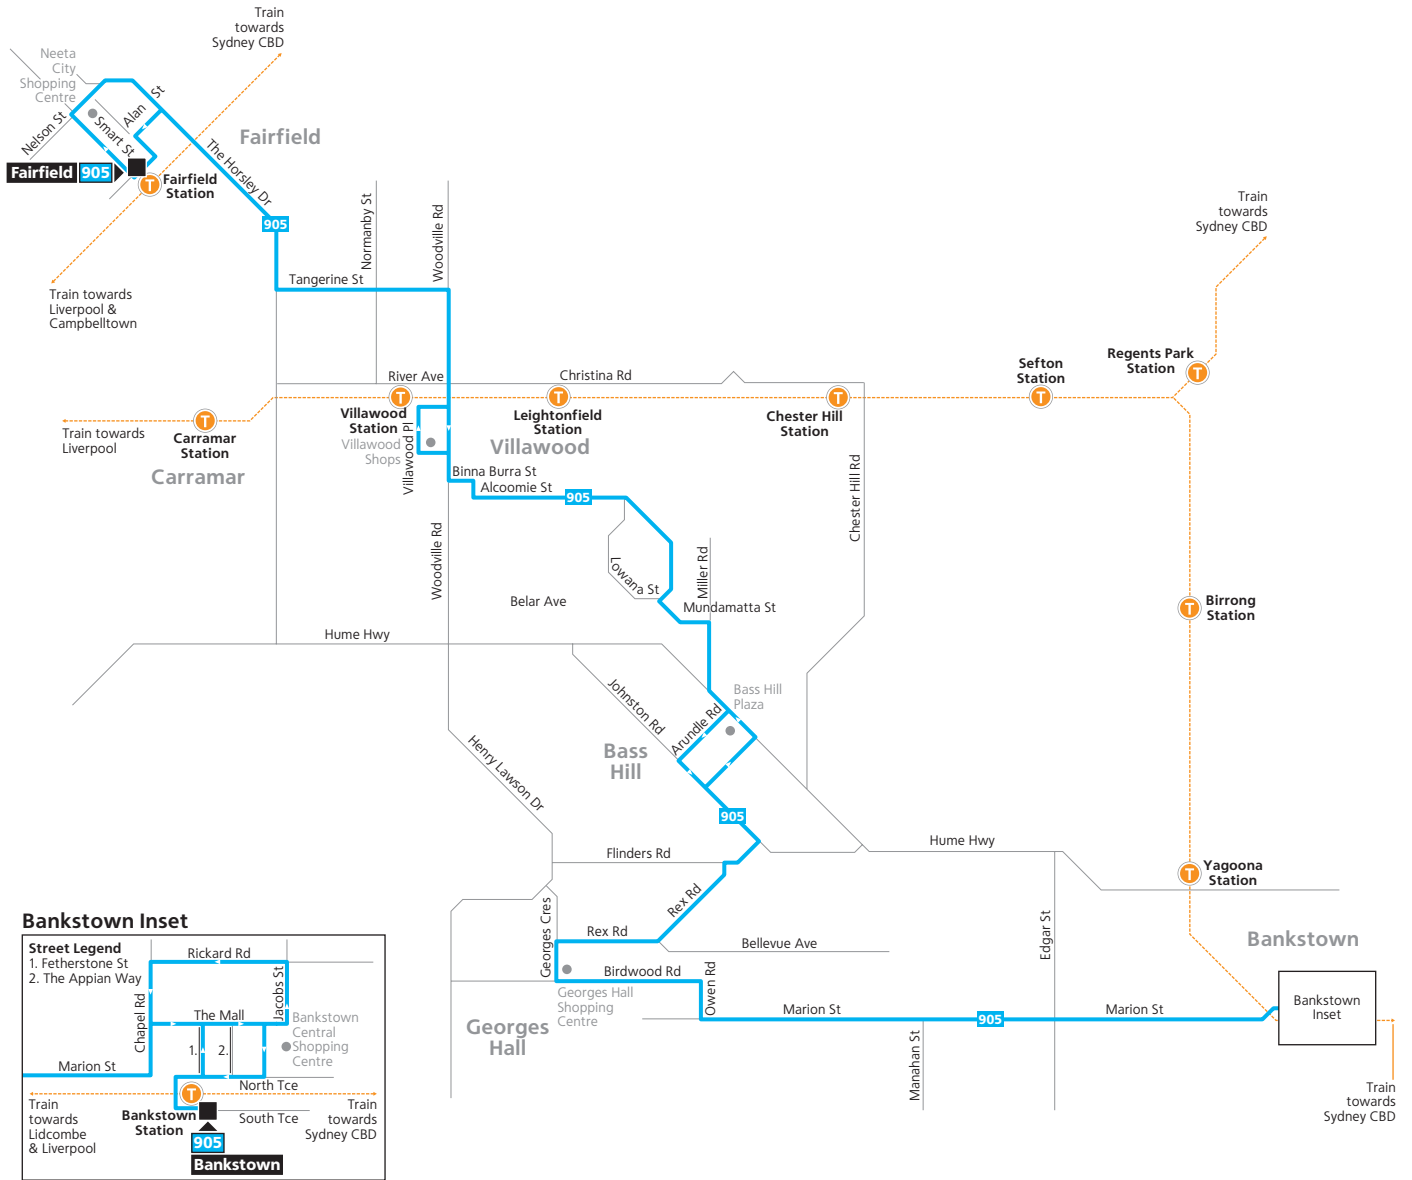 Train
towards
Sydney CBD
Neeta
City
Shopping
Centre
Nelson St
Smart St
Alan
St
Fairfield
The Horsley Dr
Fairfield
905
T
Fairfield
Station
905
Train towards
Liverpool &
Campbelltown
Tangerine St
Normanby St
Woodville Rd
Train
towards
Sydney CBD
River Ave
Christina Rd
Sefton
Station
Regents Park
Station
T
T
T
T
T
Villawood
Station
Leightonfield
Station
Chester Hill
Station
T
Train towards
Liverpool
Carramar
Station
Carramar
Villawood
Shops
Villawood Pl
Villawood
Binna Burra St
Alcoomie St
905
Woodville Rd
Chester Hill Rd
Lowana St
Miller Rd
Belar Ave
Mundamatta St
T
Birrong
Station
Hume Hwy
Johnston Rd
Arundle Rd
Bass Hill
Plaza
Bass
Hill
Henry Lawson Dr
905
Flinders Rd
Hume Hwy
T
Yagoona
Station
Rex Rd
Rex Rd
Georges Cres
Bellevue Ave
Edgar St
Bankstown
Birdwood Rd
Owen Rd
Georges Hall
Shopping
Centre
Georges
Hall
Marion St
905
Marion St
Manahan St
Bankstown
Inset
Train
towards
Sydney CBD
Bankstown Inset
Street Legend
1. Fetherstone St
2. The Appian Way
Rickard Rd
Chapel Rd
Jacobs St
The Mall
1.
2.
Bankstown
Central
Shopping
Centre
Marion St
North Tce
T
Train
towards
Lidcombe
& Liverpool
Bankstown
Station
South Tce
Train
towards
Sydney CBD
905
Bankstown